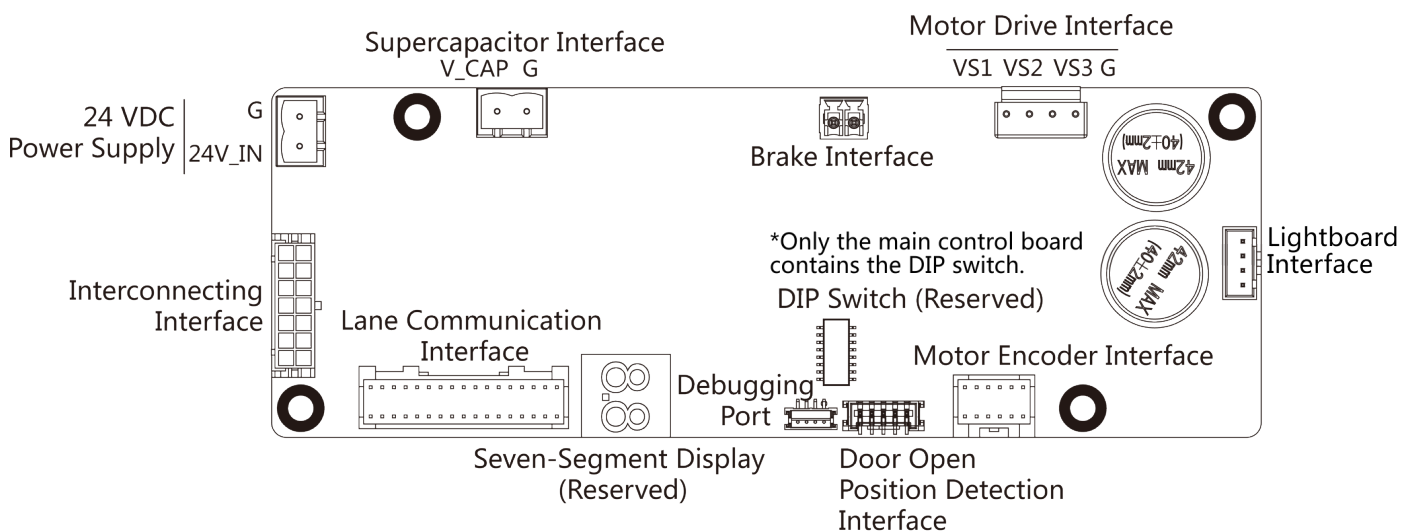 Supercapacitor Interface
V_CAP G
Motor Drive Interface
VS1 VS2 VS3 G
24 VDC
Power Supply
G
24V_IN
Brake Interface
42mm MAX
(40±2mm)
*Only the main control board
contains the DIP switch.
DIP Switch (Reserved)
42mm MAX
(40±2mm)
Lightboard
Interface
Interconnecting
Interface
Lane Communication
Interface
Motor Encoder Interface
Debugging
Port
Seven-Segment Display
(Reserved)
Door Open
Position Detection
Interface